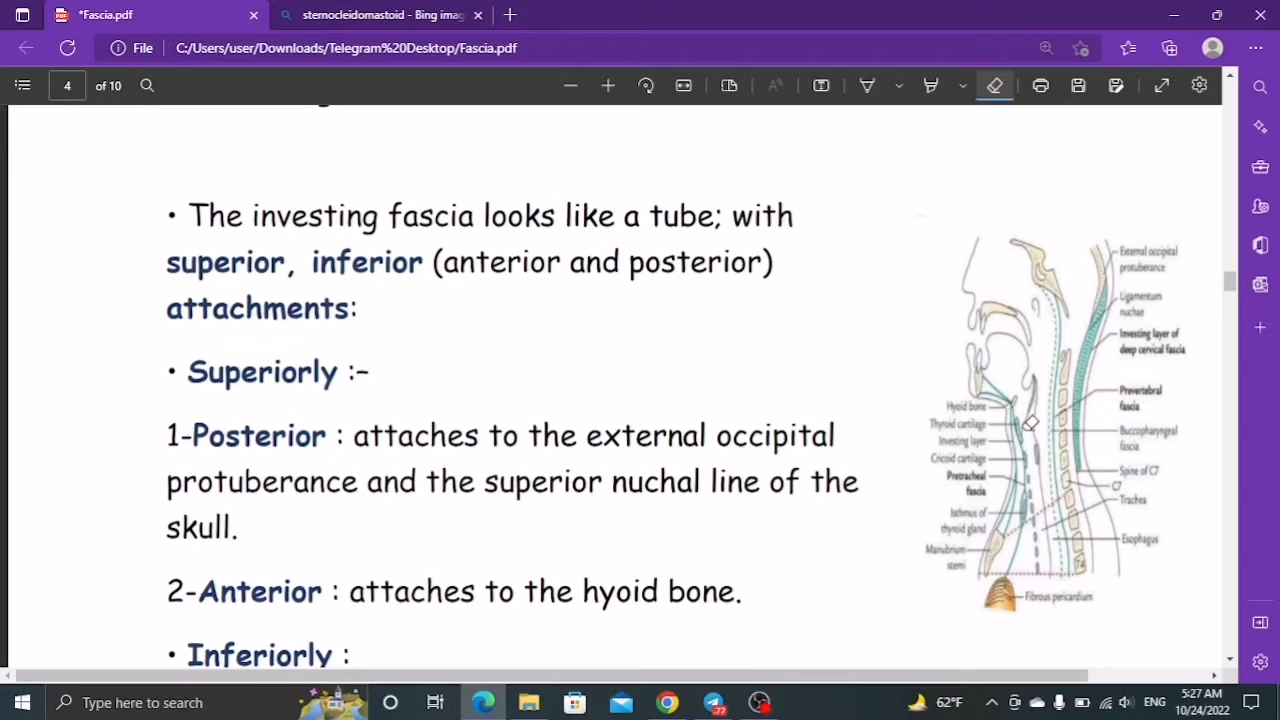 *Fascia.pdf
sternocleidomastoid - Bing imag
File
C:/Users/user/Downloads/Telegram%20Desktop/Fascia.pdf
4 of 10
• The investing fascia looks like a tube; with
superior, inferior (anterior and posterior)
attachments:
• Superiorly :-
1-Posterior : attaches to the external occipital
protuberance and the superior nuchal line of the
skull.
2-Anterior : attaches to the hyoid bone.
• Inferiorly :
External occipital
protuberance
Ligamentum
nuchae
Investing layer of
deep cervical fascia
Prevertebral
fascia
Buccopharyngeal
fascia
Spine of C7
C7
Trachea
Esophagus
Hyoid bone
Thyroid cartilage
Investing layer
Cricoid cartilage
Pretracheal
fascia
Isthmus of
thyroid gland
Manubrium
sterni
T4
Fibrous pericardium
Type here to search
77
62°F
ENG
5:27 AM
10/24/2022